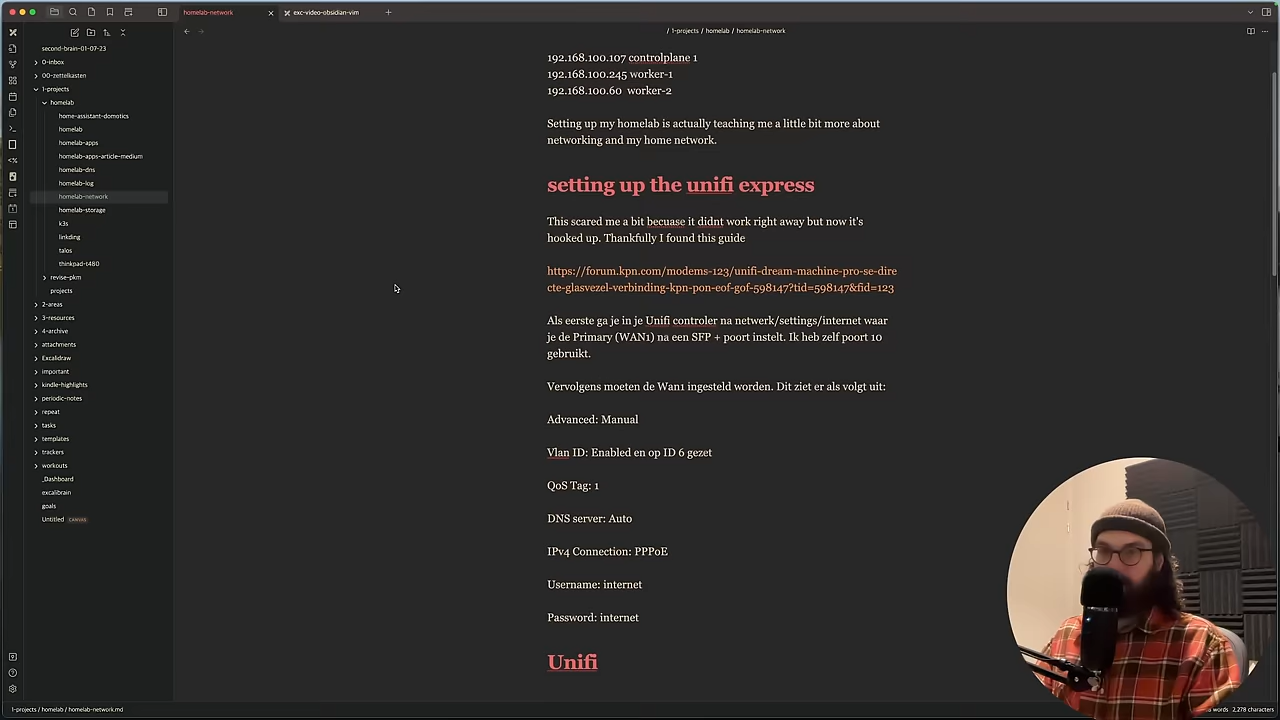 homelab-network
exc-video-obsidian-vim
/ 1-projects / homelab / homelab-network
second-brain-01-07-23
0-inbox
00-zettelkasten
1-projects
homelab
home-assistant-domotics
homelab
homelab-apps
homelab-apps-article-medium
homelab-dns
homelab-log
homelab-network
homelab-storage
k3s
linkding
talos
thinkpad-t480
revise-pkm
projects
2-areas
3-resources
4-archive
attachments
Excalidraw
important
kindle-highlights
periodic-notes
repeat
tasks
templates
trackers
workouts
_Dashboard
excalibrain
goals
Untitled CANVAS
192.168.100.107 controlplane 1
192.168.100.245 worker-1
192.168.100.60 worker-2
Setting up my homelab is actually teaching me a little bit more about
networking and my home network.
setting up the unifi express
This scared me a bit becuase it didnt work right away but now it's
hooked up. Thankfully I found this guide
https://forum.kpn.com/modems-123/unifi-dream-machine-pro-se-dire
cte-glasvezel-verbinding-kpn-pon-eof-gof-598147?tid=598147&fid=123
Als eerste ga je in je Unifi controler na netwerk/settings/internet waar
je de Primary (WAN1) na een SFP + poort instelt. Ik heb zelf poort 10
gebruikt.
Vervolgens moeten de Wan1 ingesteld worden. Dit ziet er als volgt uit:
Advanced: Manual
Vlan ID: Enabled en op ID 6 gezet
QoS Tag: 1
DNS server: Auto
IPv4 Connection: PPPoE
Username: internet
Password: internet
Unifi
1-projects / homelab / homelab-network.md
words 2,278 characters